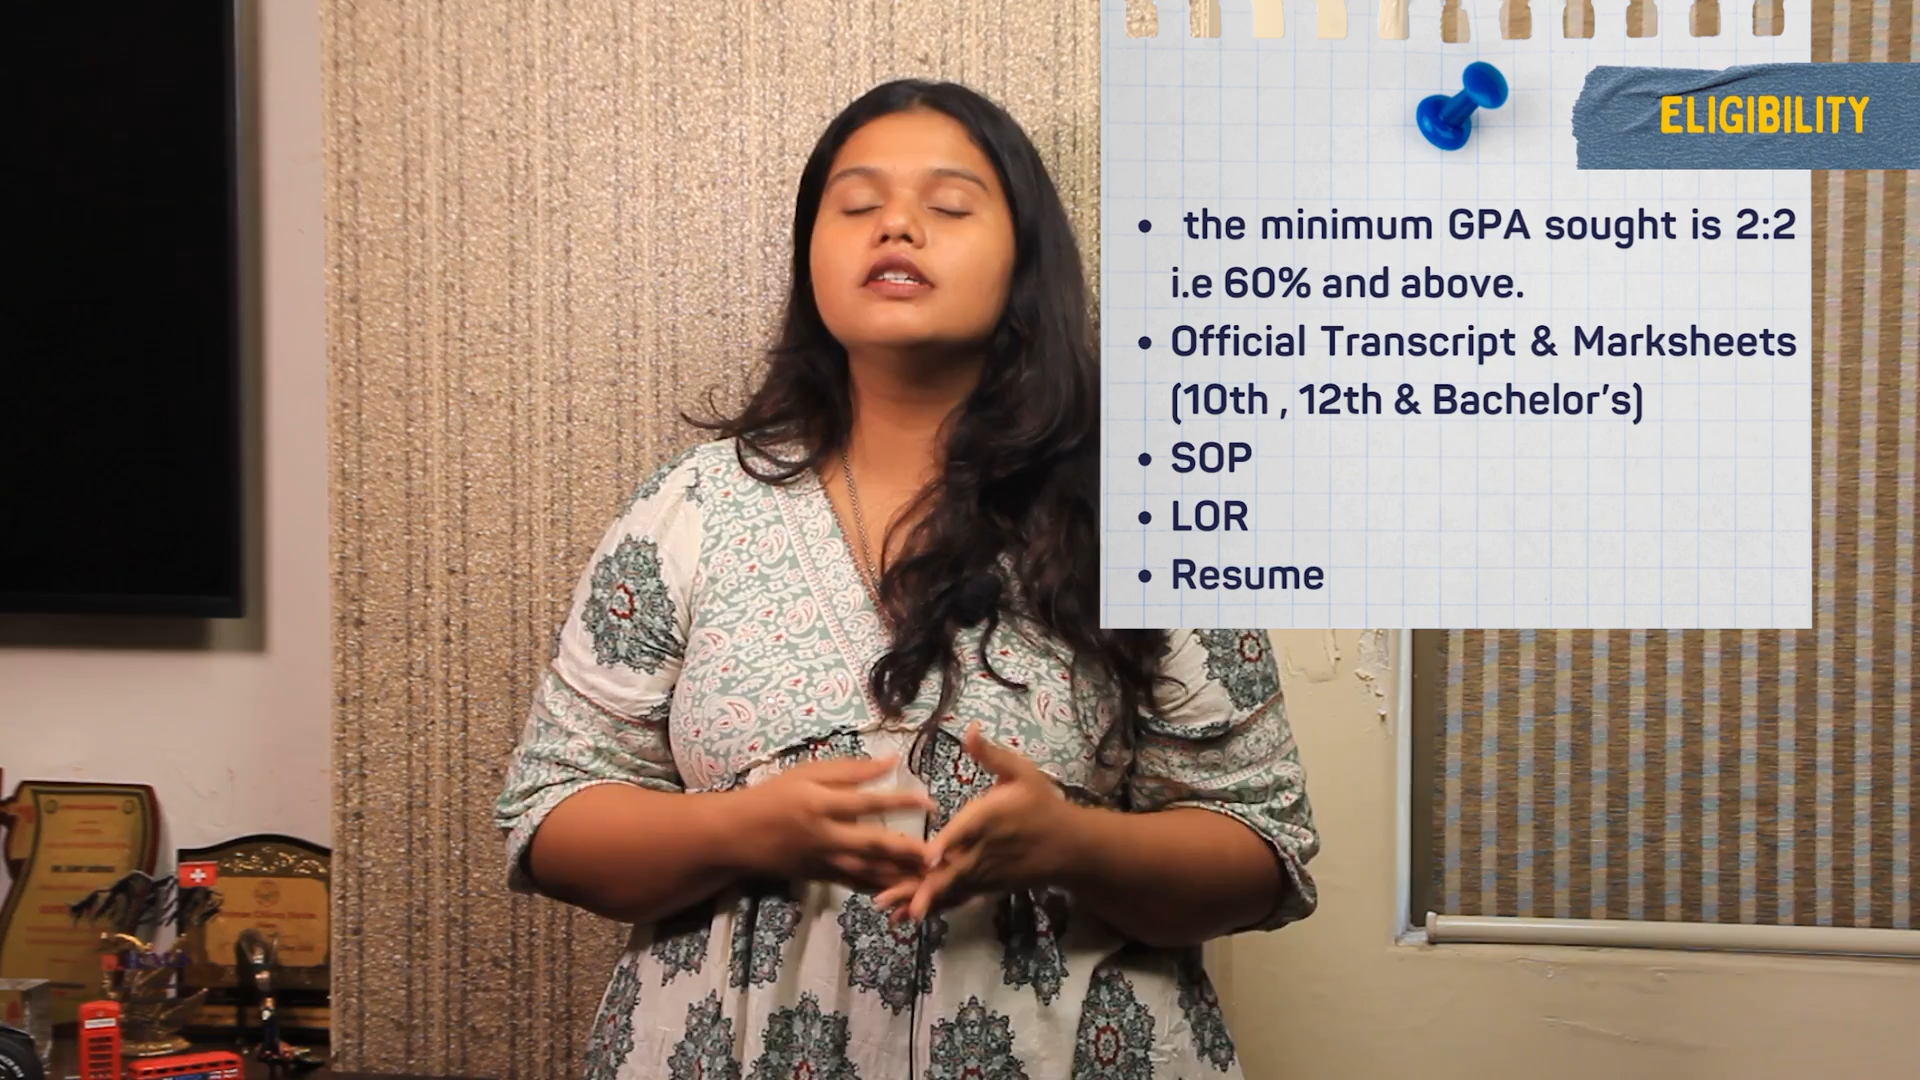 ELIGIBILITY
• the minimum GPA sought is 2:2
i.e 60% and above.
• Official Transcript & Marksheets
(10th , 12th & Bachelor's)
• SOP
• LOR
• Resume